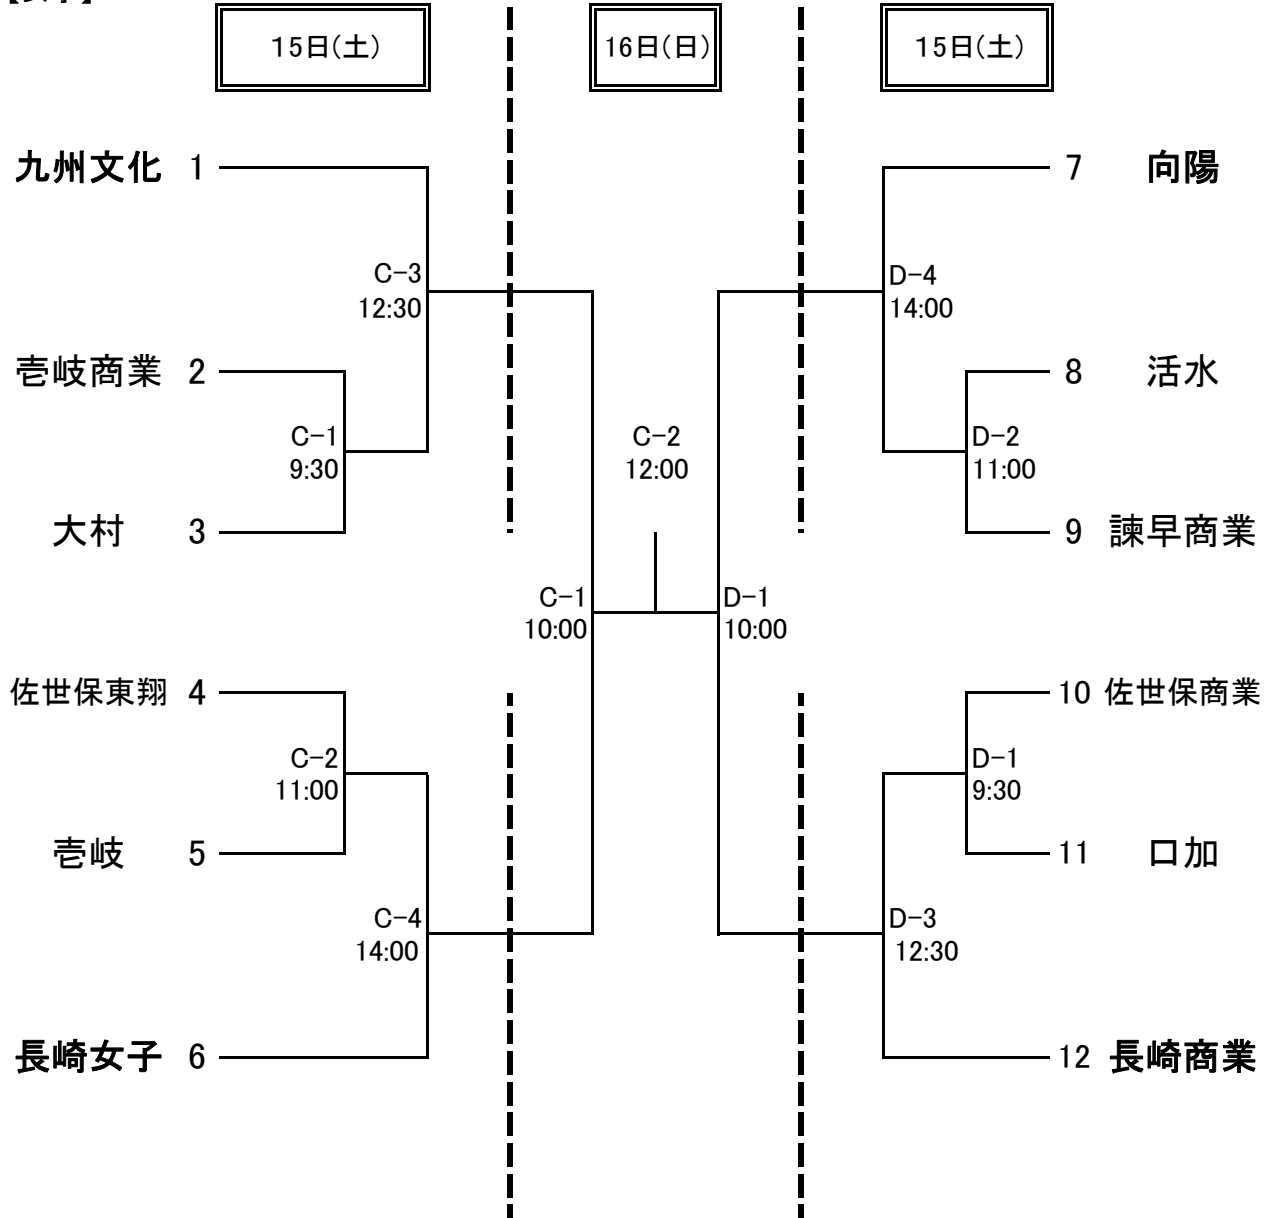 15日(土)
16日(日)
15日(土)
九州文化 1
7 向陽
C-3
12:30
D-4
14:00
壱岐商業 2
8 活水
C-1
9:30
C-2
12:00
D-2
11:00
大村 3
9 諫早商業
C-1
10:00
D-1
10:00
佐世保東翔 4
10 佐世保商業
C-2
11:00
D-1
9:30
壱岐 5
11 口加
C-4
14:00
D-3
12:30
長崎女子 6
12 長崎商業